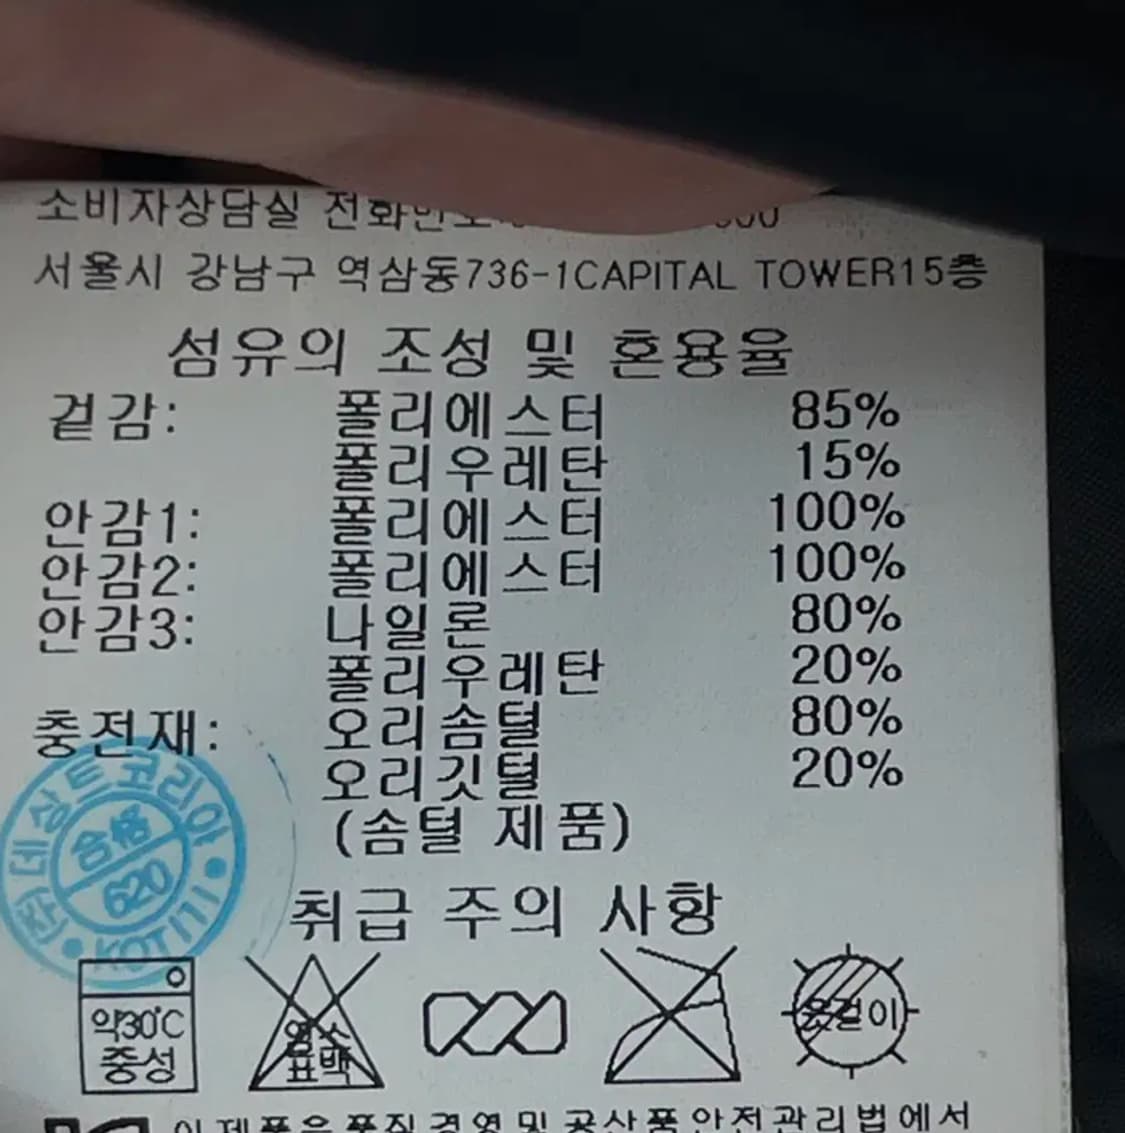 소비자상담실 전화번호
서울시 강남구 역삼동736-1CAPITAL TOWER15층
섬유의 조성 및 혼용율
겉감: 폴리에스터 85%
폴리우레탄 15%
안감1: 폴리에스터 100%
안감2: 폴리에스터 100%
안감3: 나일론 80%
폴리우레탄 20%
충전재: 오리솜털 80%
오리깃털 20%
(솜털 제품)
(주)데상트코리아
合格
620
KOTITI
취급 주의 사항
약30℃
중성
염소
표백
옷걸이
이 제품은 품질경영및 공산품안전관리법에서